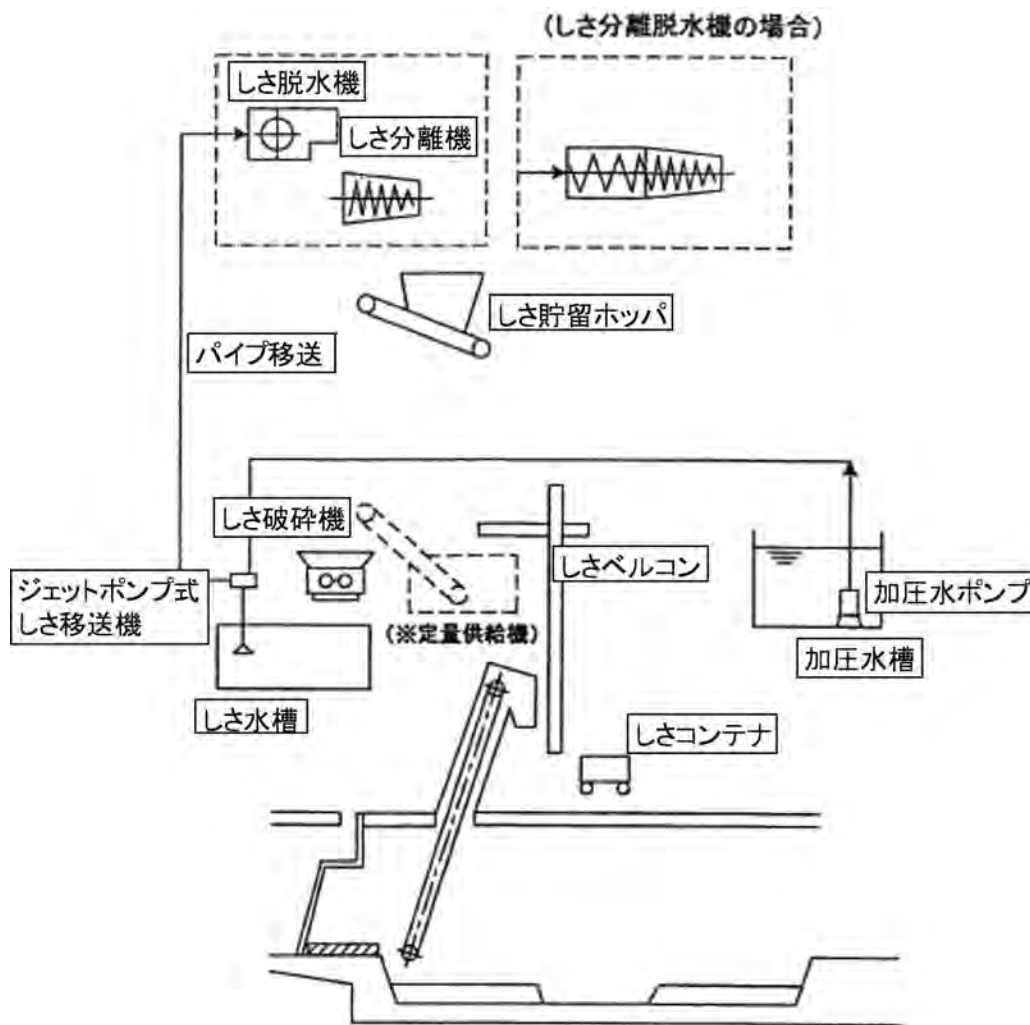 (しさ分離脱水機の場合)
しさ脱水機
しさ分離機
しさ貯留ホッパ
パイプ移送
しさ破砕機
しさベルコン
ジェットポンプ式
しさ移送機
加圧水ポンプ
(※定量供給機)
加圧水槽
しさ水槽
しさコンテナ